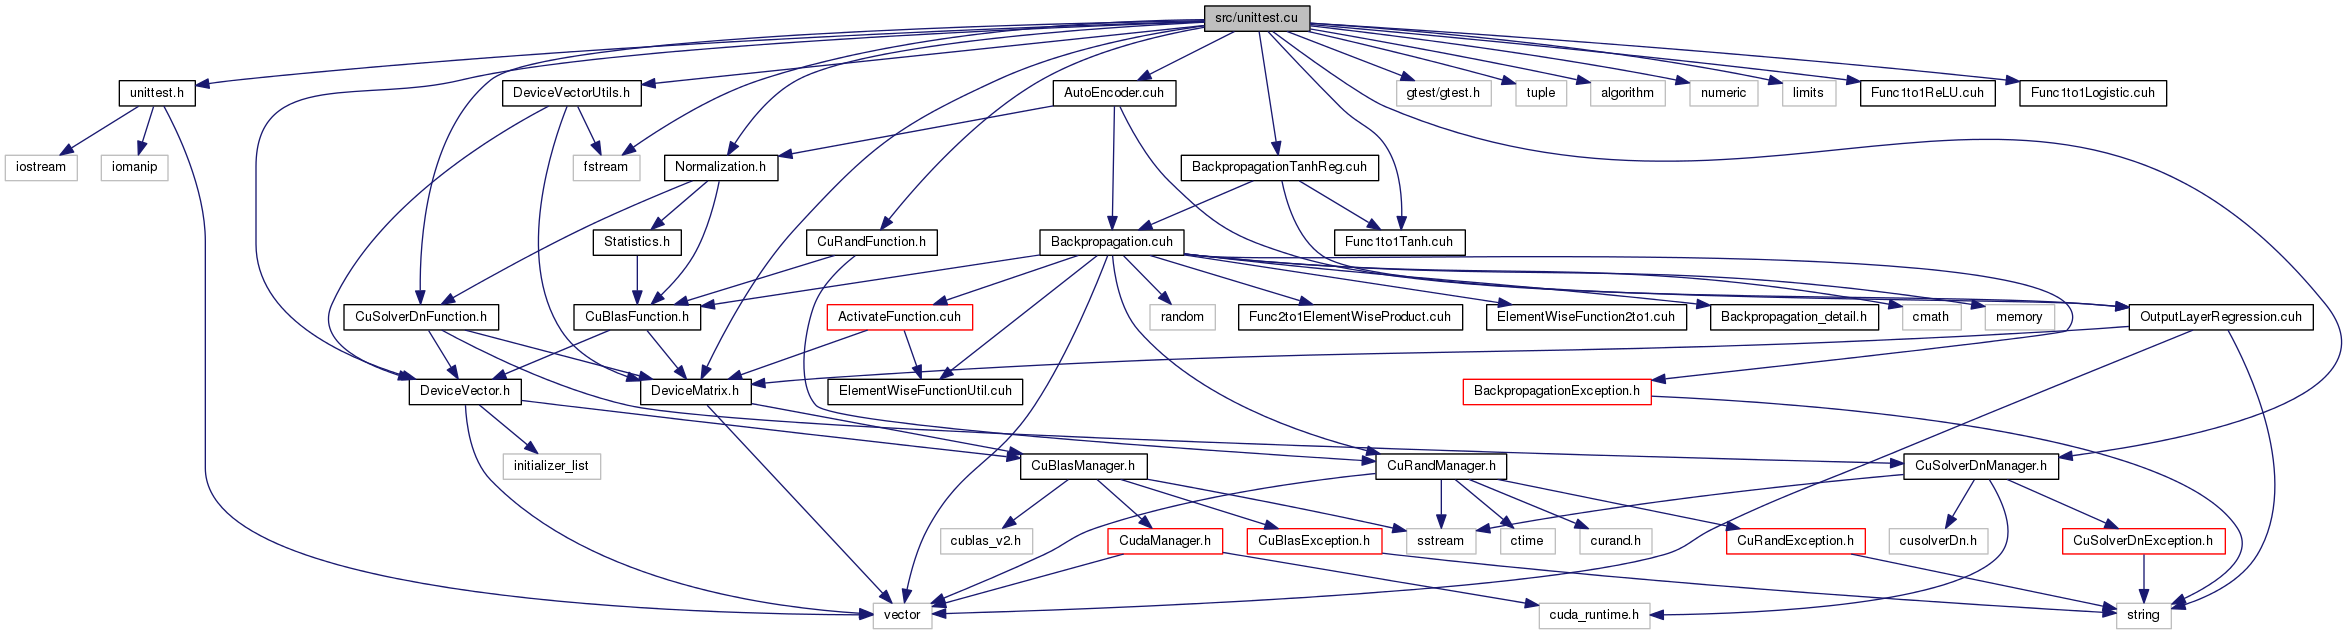 src/unittest.cu
unittest.h
DeviceVectorUtils.h
AutoEncoder.cuh
gtest/gtest.h
tuple
algorithm
numeric
limits
Func1to1ReLU.cuh
Func1to1Logistic.cuh
iostream
iomanip
fstream
Normalization.h
BackpropagationTanhReg.cuh
Statistics.h
CuRandFunction.h
Backpropagation.cuh
Func1to1Tanh.cuh
CuSolverDnFunction.h
CuBlasFunction.h
ActivateFunction.cuh
random
Func2to1ElementWiseProduct.cuh
ElementWiseFunction2to1.cuh
Backpropagation_detail.h
cmath
memory
OutputLayerRegression.cuh
DeviceVector.h
DeviceMatrix.h
ElementWiseFunctionUtil.cuh
BackpropagationException.h
initializer_list
CuBlasManager.h
CuRandManager.h
CuSolverDnManager.h
cublas_v2.h
CudaManager.h
CuBlasException.h
sstream
ctime
curand.h
CuRandException.h
cusolverDn.h
CuSolverDnException.h
vector
cuda_runtime.h
string